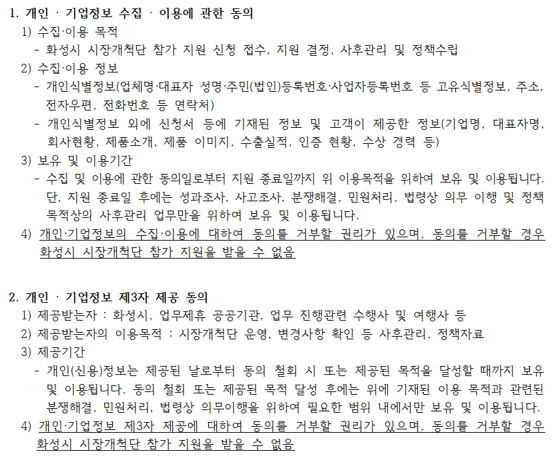 1. 개인ㆍ기업정보 수집ㆍ이용에 관한 동의
1) 수집·이용 목적
- 화성시 시장개척단 참가 지원 신청 접수, 지원 결정, 사후관리 및 정책수립
2) 수집·이용 정보
- 개인식별정보(업체명·대표자 성명·주민(법인)등록번호·사업자등록번호 등 고유식별정보, 주소,
전자우편, 전화번호 등 연락처)
- 개인식별정보 외에 신청서 등에 기재된 정보 및 고객이 제공한 정보(기업명, 대표자명,
회사현황, 제품소개, 제품 이미지, 수출실적, 인증 현황, 수상 경력 등)
3) 보유 및 이용기간
- 수집 및 이용에 관한 동의일로부터 지원 종료일까지 위 이용목적을 위하여 보유 및 이용됩니다.
단, 지원 종료일 후에는 성과조사, 사고조사, 분쟁해결, 민원처리, 법령상 의무 이행 및 정책
목적상의 사후관리 업무만을 위하여 보유 및 이용됩니다.
4) 개인·기업정보의 수집·이용에 대하여 동의를 거부할 권리가 있으며, 동의를 거부할 경우
화성시 시장개척단 참가 지원을 받을 수 없음
2. 개인ㆍ기업정보 제3자 제공 동의
1) 제공받는자 : 화성시, 업무제휴 공공기관, 업무 진행관련 수행사 및 여행사 등
2) 제공받는자의 이용목적 : 시장개척단 운영, 변경사항 확인 등 사후관리, 정책자료
3) 제공기간
- 개인(신용)정보는 제공된 날로부터 동의 철회 시 또는 제공된 목적을 달성할 때까지 보유
및 이용됩니다. 동의 철회 또는 제공된 목적 달성 후에는 위에 기재된 이용 목적과 관련된
분쟁해결, 민원처리, 법령상 의무이행을 위하여 필요한 범위 내에서만 보유 및 이용됩니다.
4) 개인·기업정보 제3자 제공에 대하여 동의를 거부할 권리가 있으며, 동의를 거부할 경우
화성시 시장개척단 참가 지원을 받을 수 없음